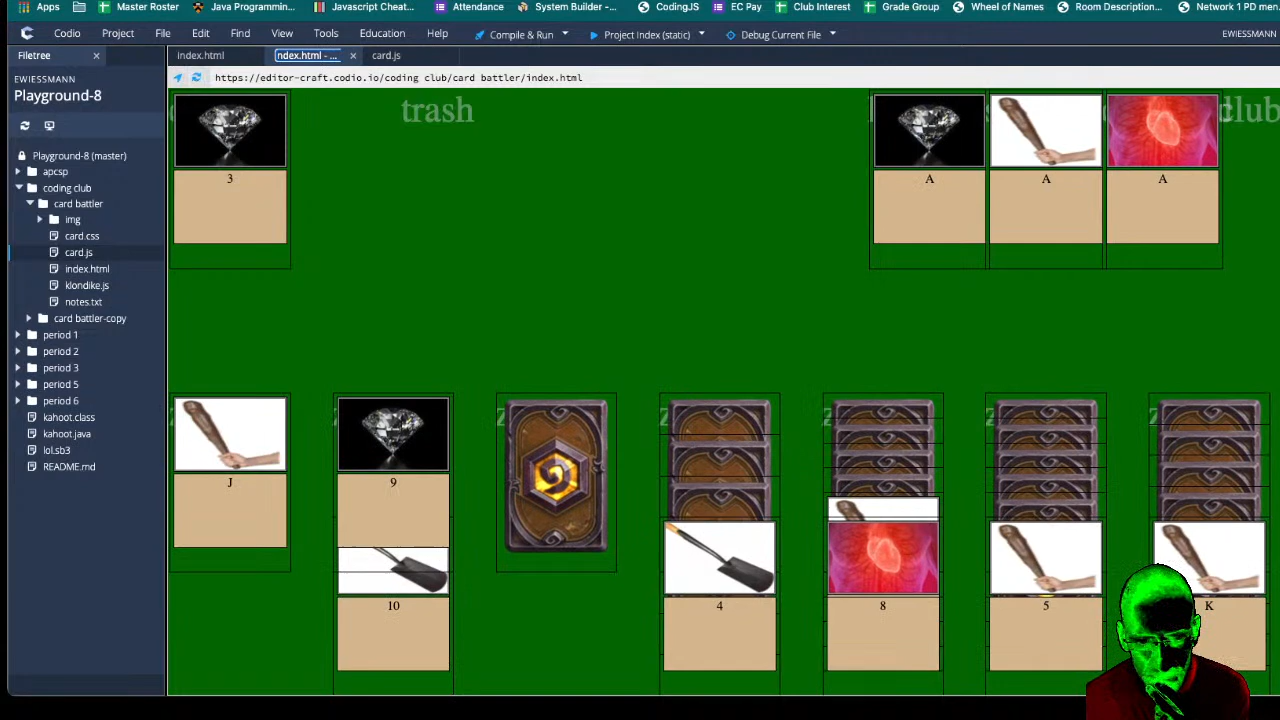 Apps Master Roster Java Programmin... Javascript Cheat... Attendance System Builder -... CodingJS EC Pay Club Interest Grade Group Wheel of Names Room Description... Network 1 PD men
Codio Project File Edit Find View Tools Education Help Compile & Run Project Index (static) Debug Current File EWIESSMANN
Filetree index.html ndex.html - ... card.js
https://editor-craft.codio.io/coding club/card battler/index.html
EWIESSMANN
Playground-8
Playground-8 (master)
apcsp
coding club
card battler
img
card.css
card.js
index.html
klondike.js
notes.txt
card battler-copy
period 1
period 2
period 3
period 5
period 6
kahoot.class
kahoot.java
lol.sb3
README.md
trash club
3 A A A
J 9
10 4 8 5 K